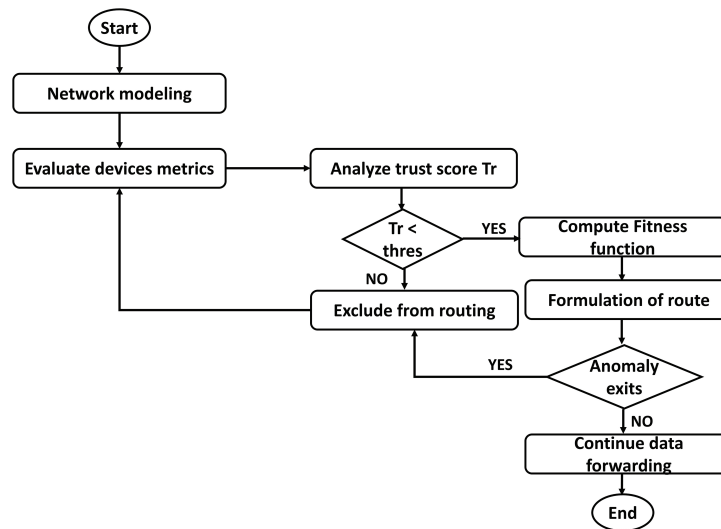 Start
Network modeling
Evaluate devices metrics
Analyze trust score Tr
Tr <
thres
YES
Compute Fitness
function
NO
Exclude from routing
Formulation of route
YES
Anomaly
exits
NO
Continue data
forwarding
End